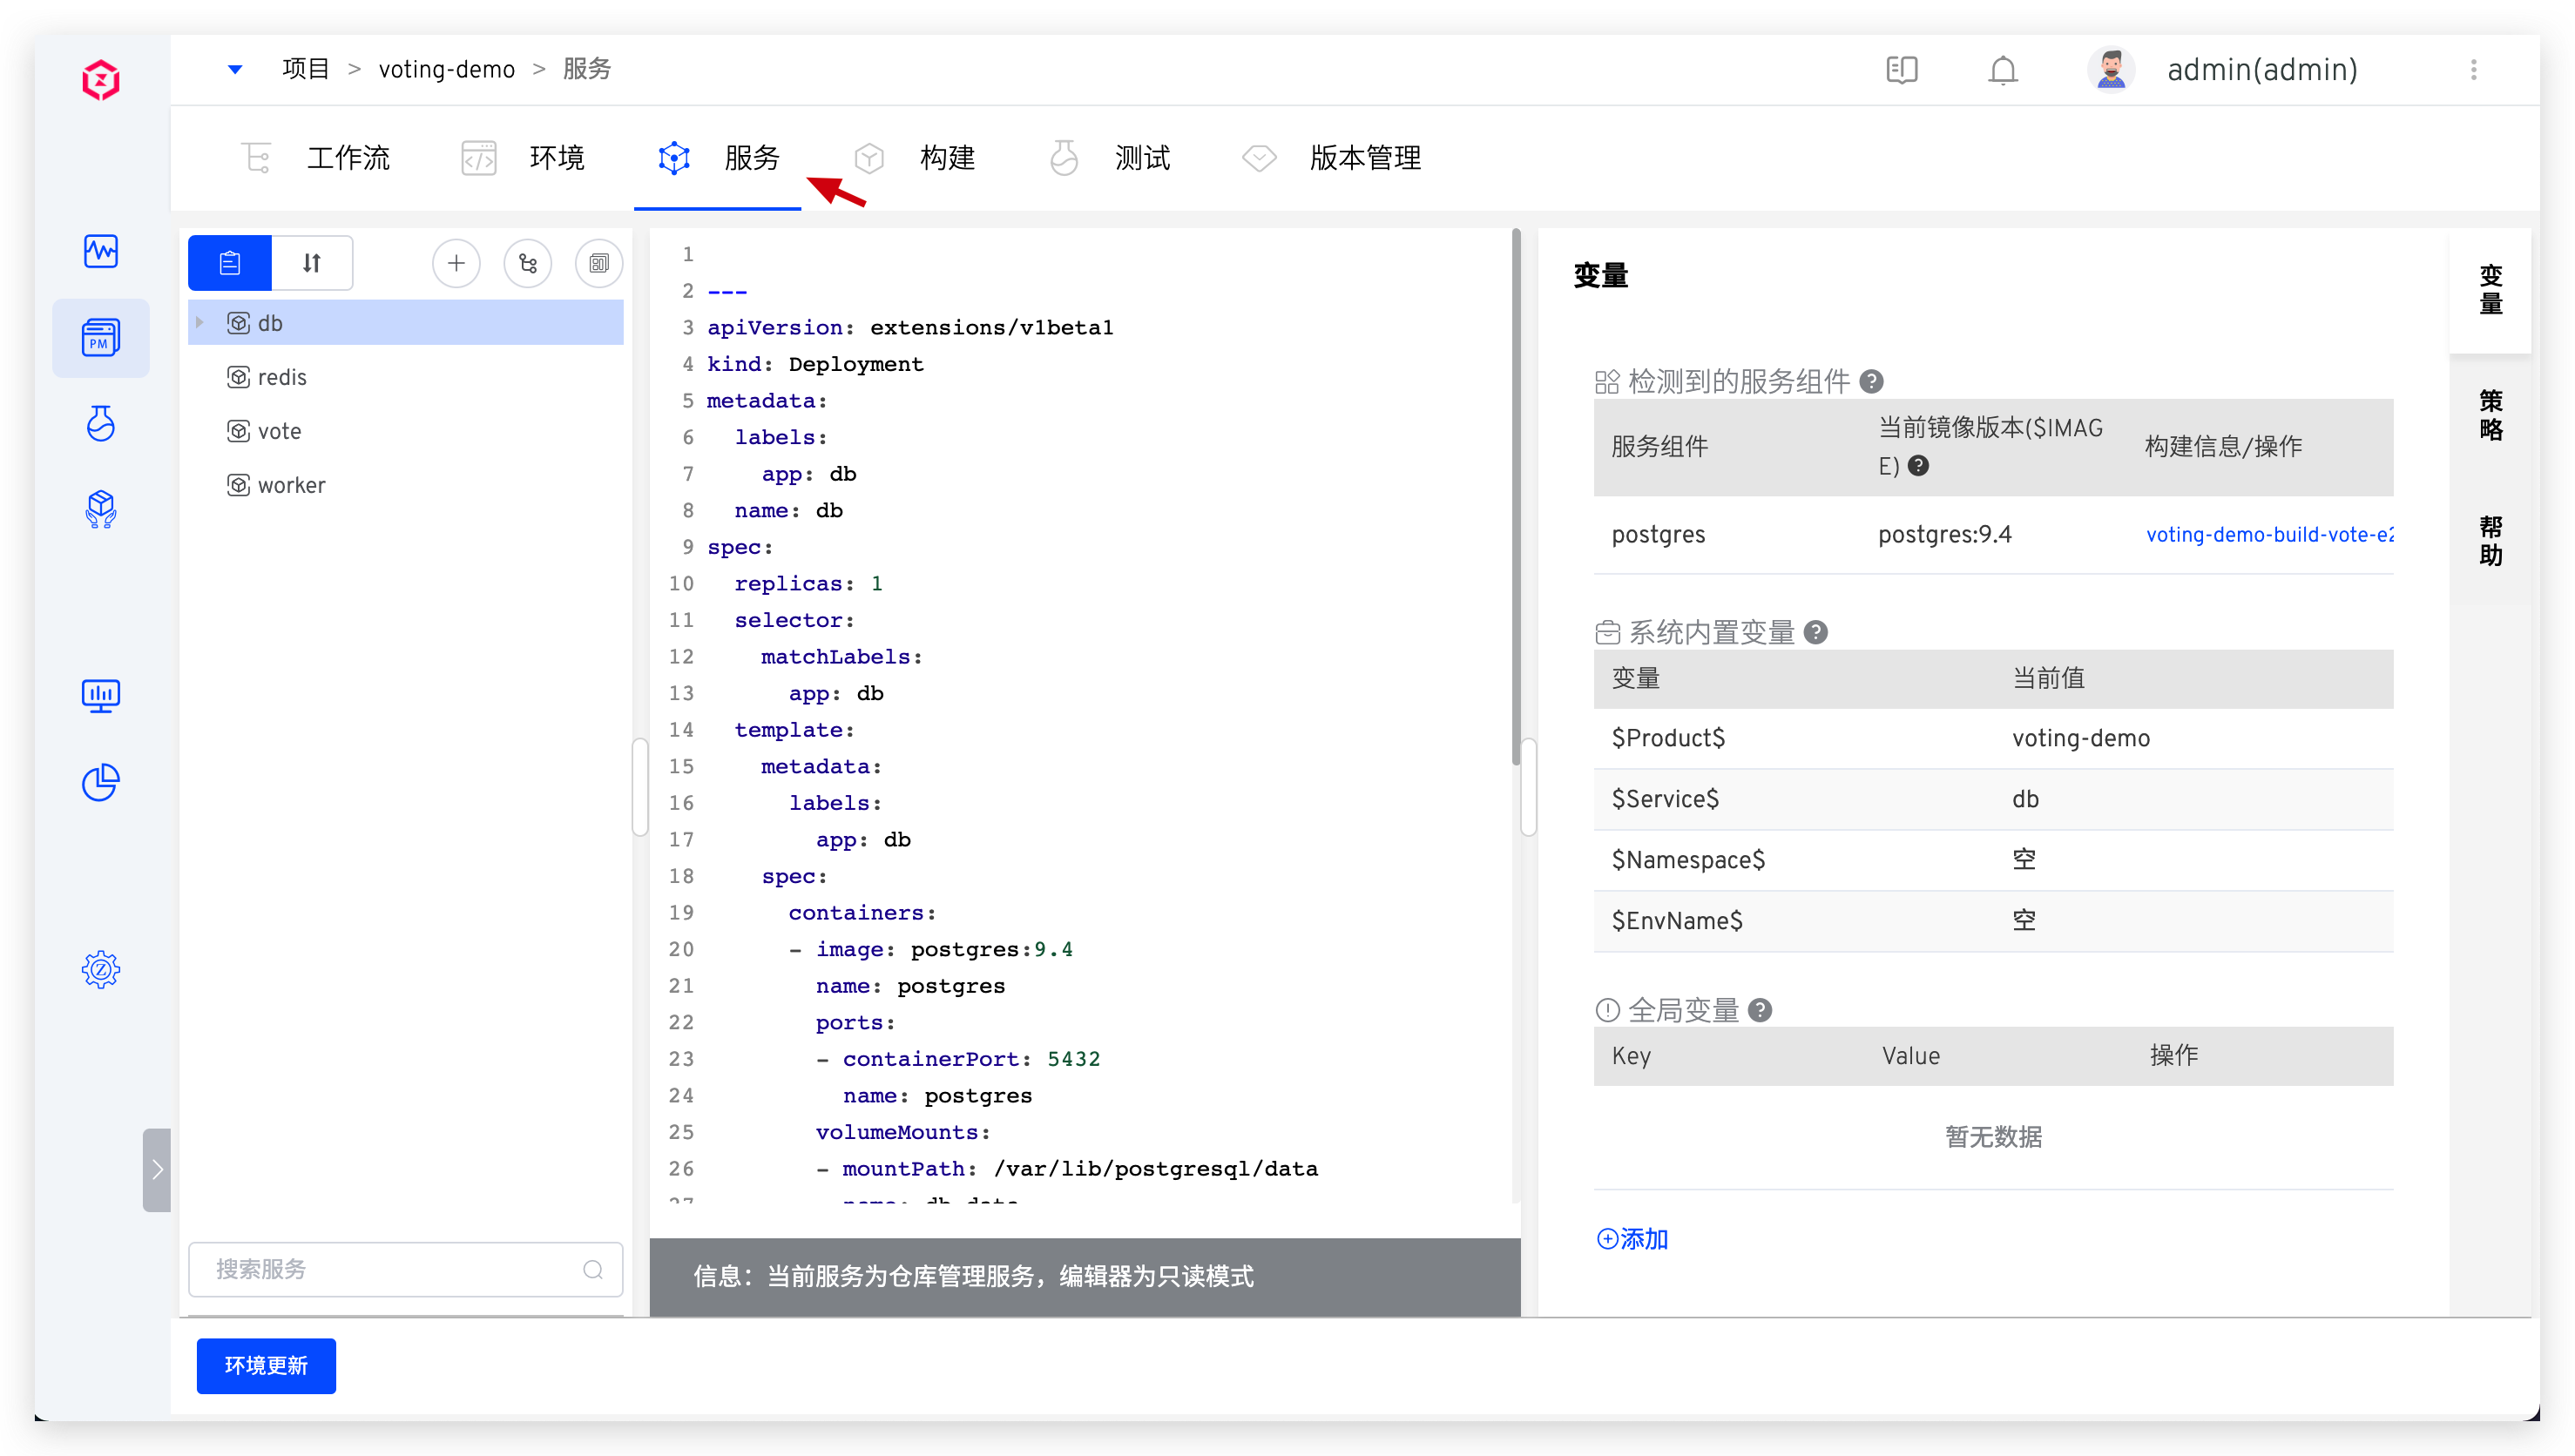 项目 > voting-demo > 服务
admin(admin)
工作流 环境 服务 构建 测试 版本管理
PM
db
redis
vote
worker
搜索服务
环境更新
1
2 ---
3 apiVersion: extensions/v1beta1
4 kind: Deployment
5 metadata:
6 labels:
7 app: db
8 name: db
9 spec:
10 replicas: 1
11 selector:
12 matchLabels:
13 app: db
14 template:
15 metadata:
16 labels:
17 app: db
18 spec:
19 containers:
20 - image: postgres:9.4
21 name: postgres
22 ports:
23 - containerPort: 5432
24 name: postgres
25 volumeMounts:
26 - mountPath: /var/lib/postgresql/data
27 name: db-data
信息：当前服务为仓库管理服务，编辑器为只读模式
变量
检测到的服务组件
服务组件 当前镜像版本($IMAGE) 构建信息/操作
postgres postgres:9.4 voting-demo-build-vote-e2
系统内置变量
变量 当前值
$Product$ voting-demo
$Service$ db
$Namespace$ 空
$EnvName$ 空
全局变量
Key Value 操作
暂无数据
添加
变量
策略
帮助